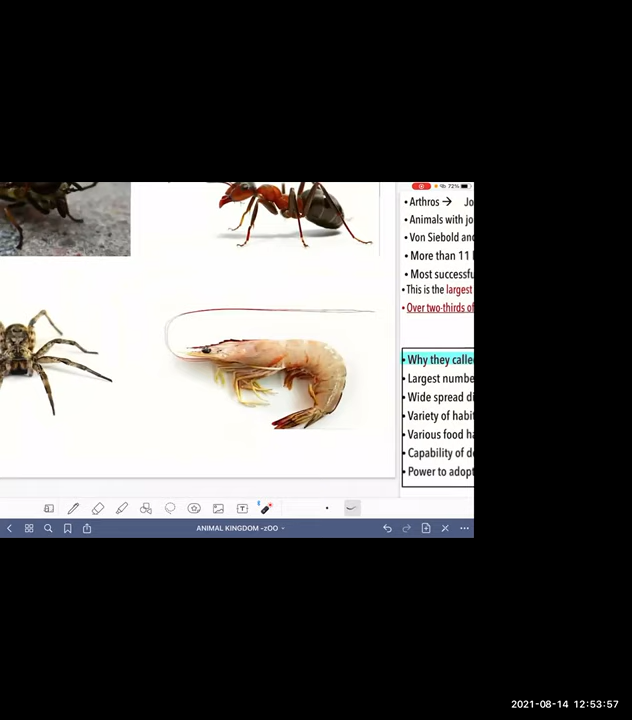 72%
• Arthros → Jo
• Animals with jo
• Von Siebold and
• More than 11 l
• Most successfu
• This is the largest
• Over two-thirds of
• Why they calle
• Largest numbe
• Wide spread di
• Variety of habit
• Various food ha
• Capability of de
• Power to adopt
ANIMAL KINGDOM -zOO
2021-08-14 12:53:57